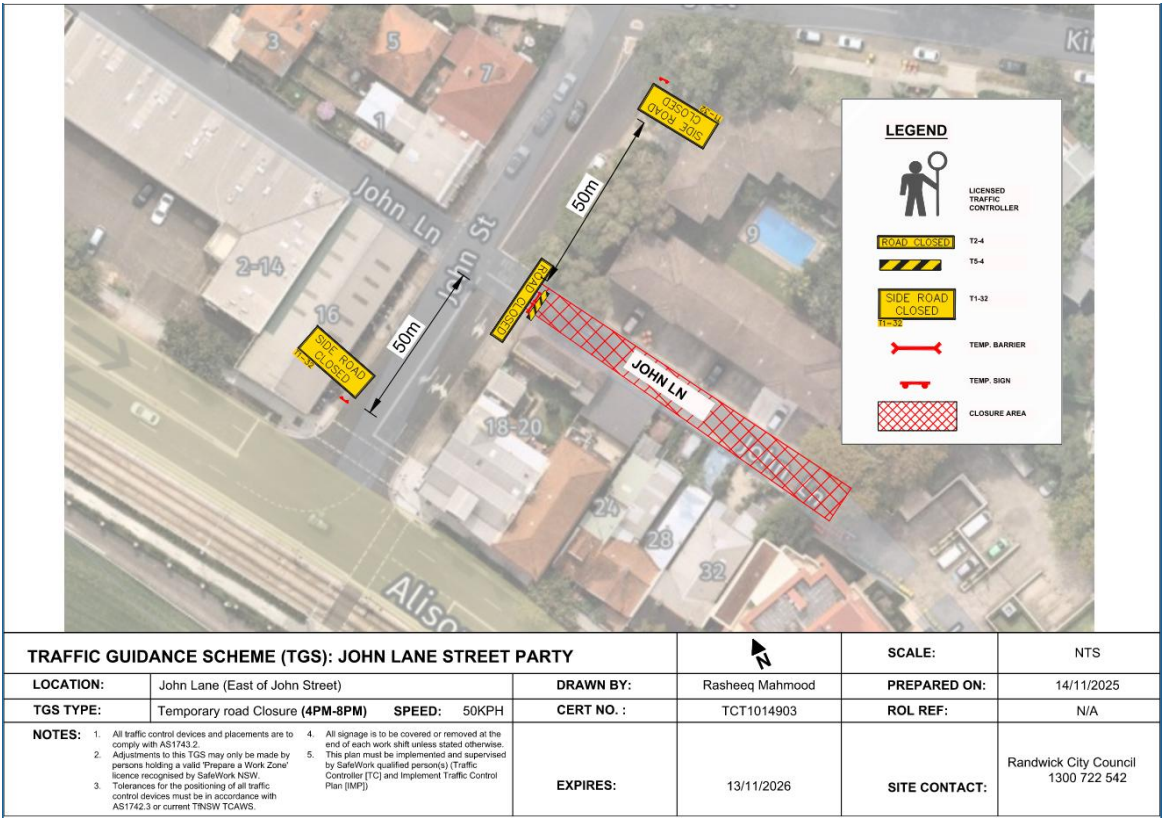 Kin
3
5
7
1
SIDE ROAD
CLOSED
T1-32
50m
John Ln
John St
9
2-14
16
ROAD CLOSED
SIDE ROAD
CLOSED
T1-32
50m
JOHN LN
John Ln
18-20
24
28
32
Aliso
LEGEND
LICENSED
TRAFFIC
CONTROLLER
ROAD CLOSED T2-4
T5-4
SIDE ROAD
CLOSED
T1-32
T1-32
TEMP. BARRIER
TEMP. SIGN
CLOSURE AREA
TRAFFIC GUIDANCE SCHEME (TGS): JOHN LANE STREET PARTY
N
SCALE: NTS
LOCATION: John Lane (East of John Street)
DRAWN BY: Rasheeq Mahmood
PREPARED ON: 14/11/2025
TGS TYPE: Temporary road Closure (4PM-8PM) SPEED: 50KPH
CERT NO. : TCT1014903
ROL REF: N/A
NOTES:
1. All traffic control devices and placements are to
comply with AS1743.2.
2. Adjustments to this TGS may only be made by
persons holding a valid 'Prepare a Work Zone'
licence recognised by SafeWork NSW.
3. Tolerances for the positioning of all traffic
control devices must be in accordance with
AS1742.3 or current TfNSW TCAWS.
4. All signage is to be covered or removed at the
end of each work shift unless stated otherwise.
5. This plan must be implemented and supervised
by SafeWork qualified person(s) (Traffic
Controller [TC] and Implement Traffic Control
Plan [IMP])
EXPIRES: 13/11/2026
SITE CONTACT: Randwick City Council
1300 722 542